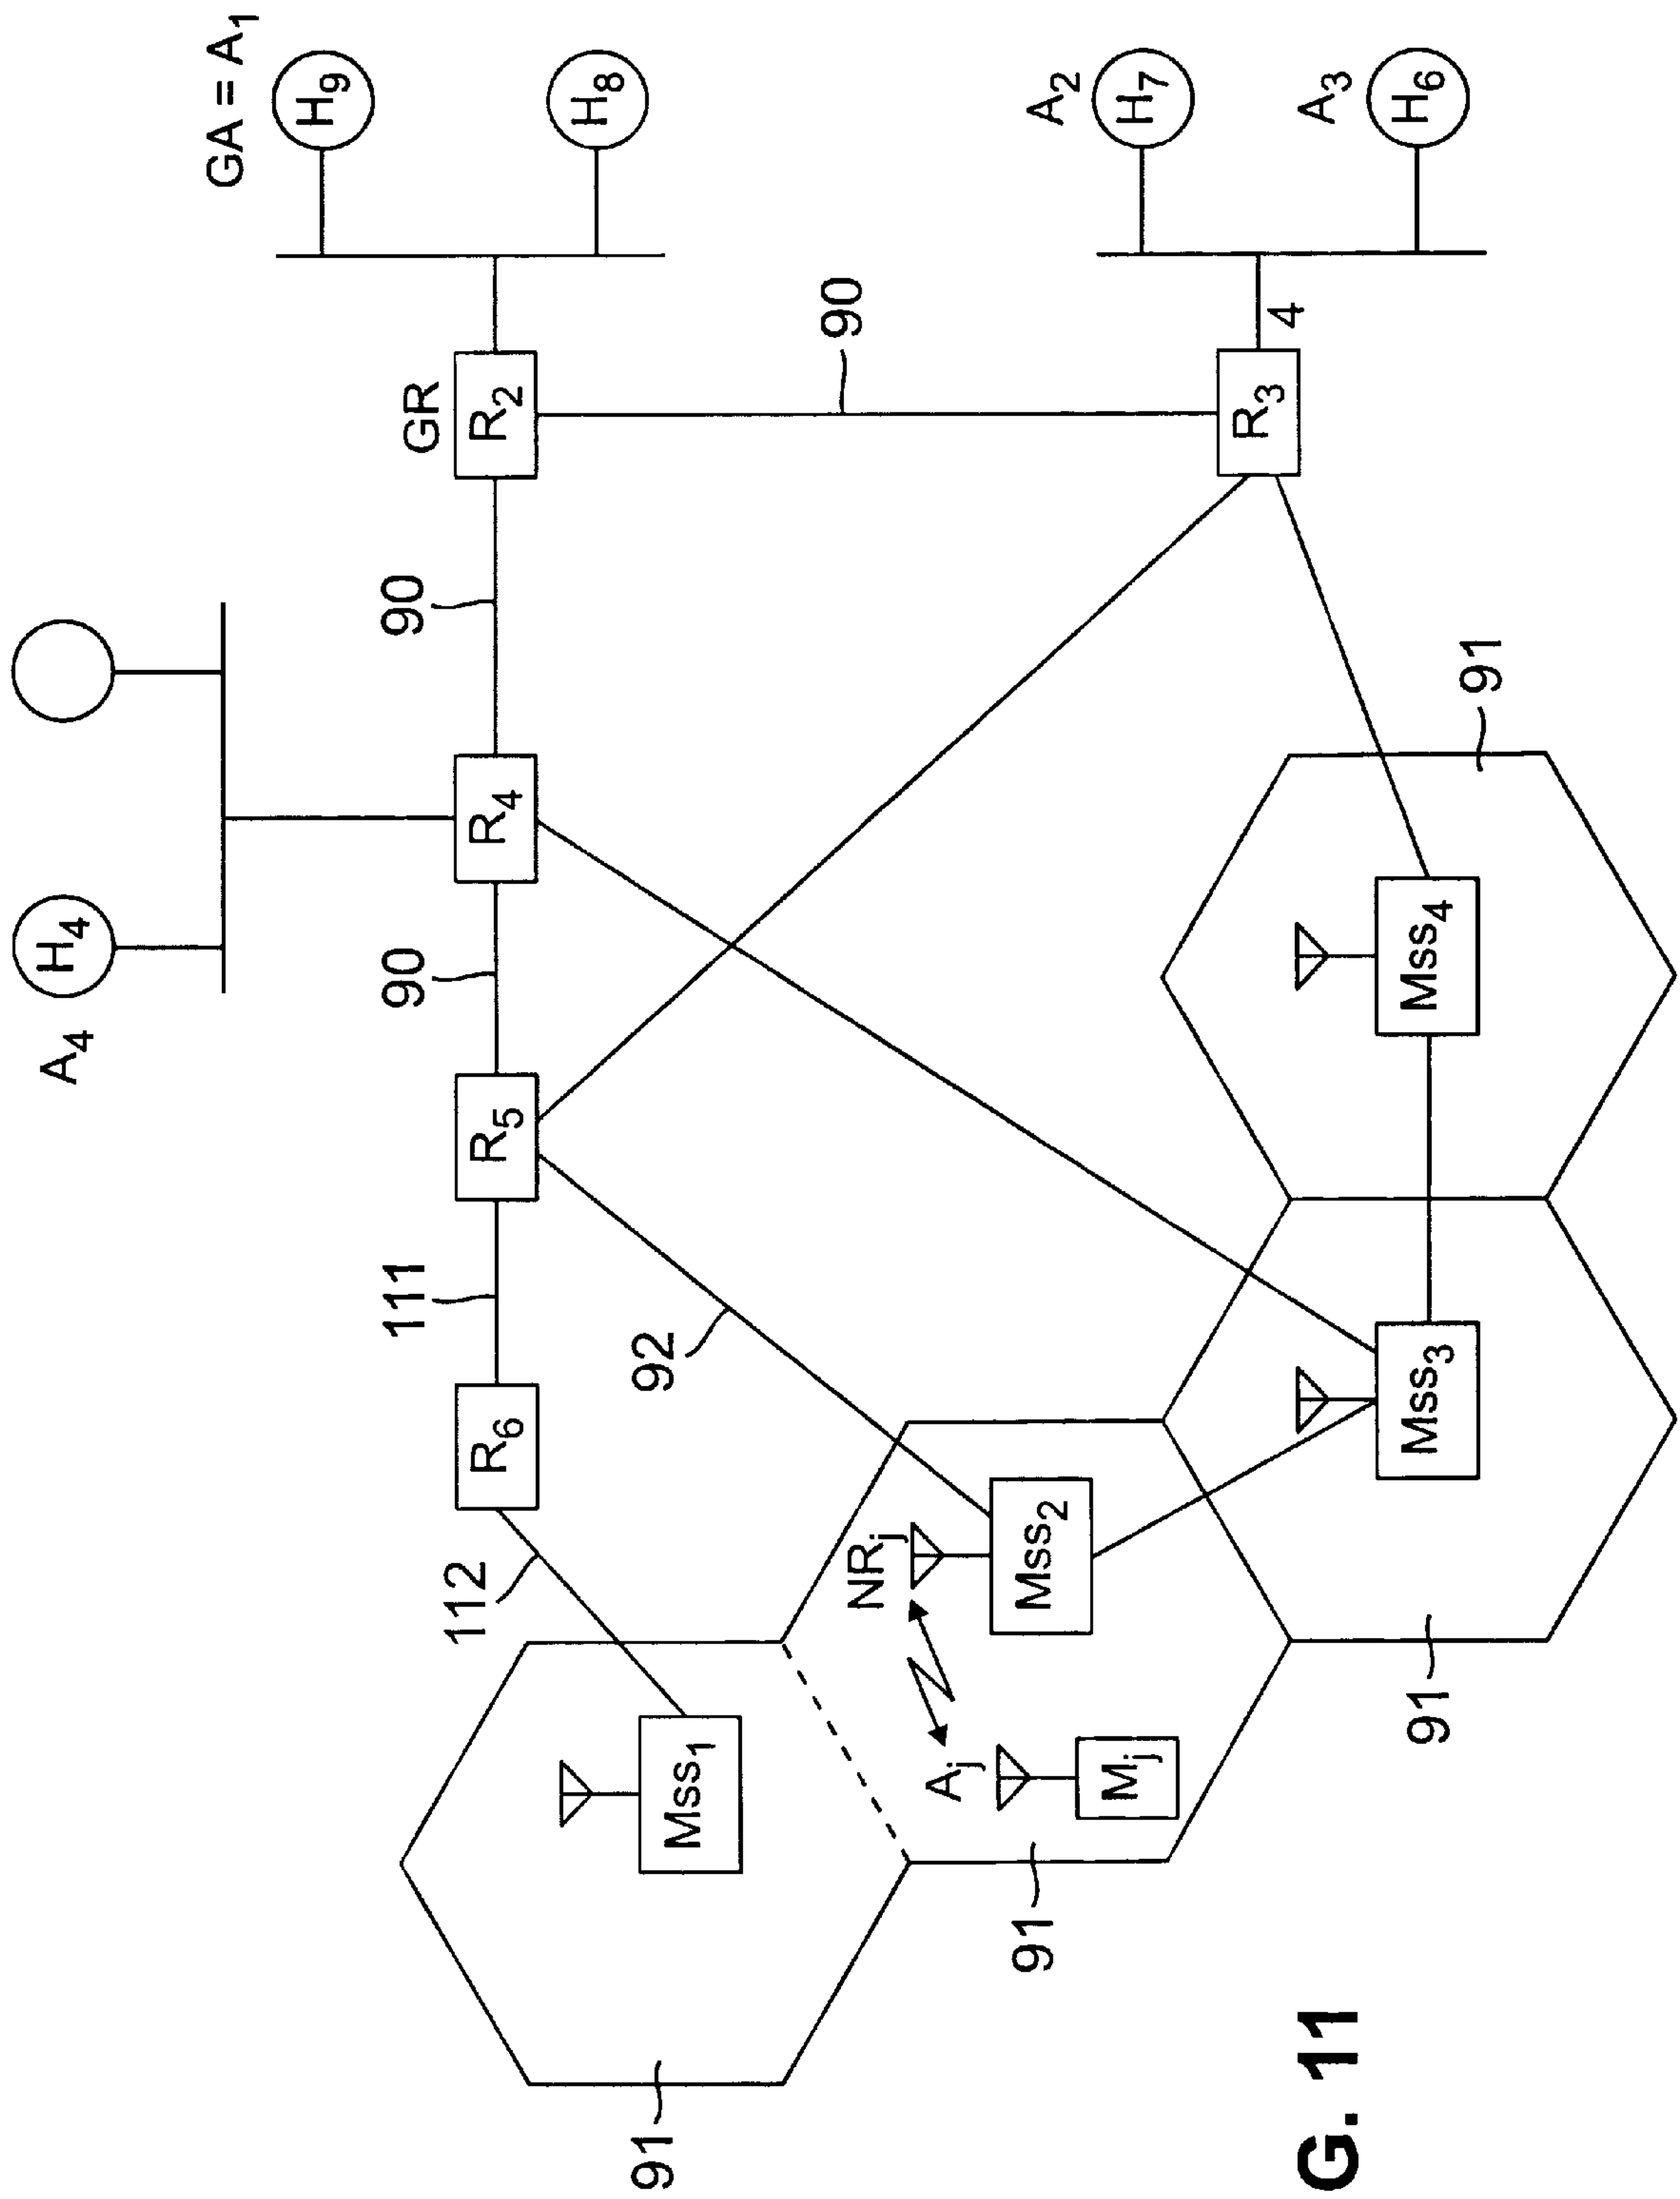 A₄
H₄
GA = A₁
H₉
H₈
111
90
90
GR
R₆
R₅
R₄
R₂
112
92
90
91
Mss₁
NRⱼ
Aⱼ
Mss₂
A₂
H₇
91
Mⱼ
R₃
4
A₃
H₆
Mss₃
Mss₄
91
91
G. 11